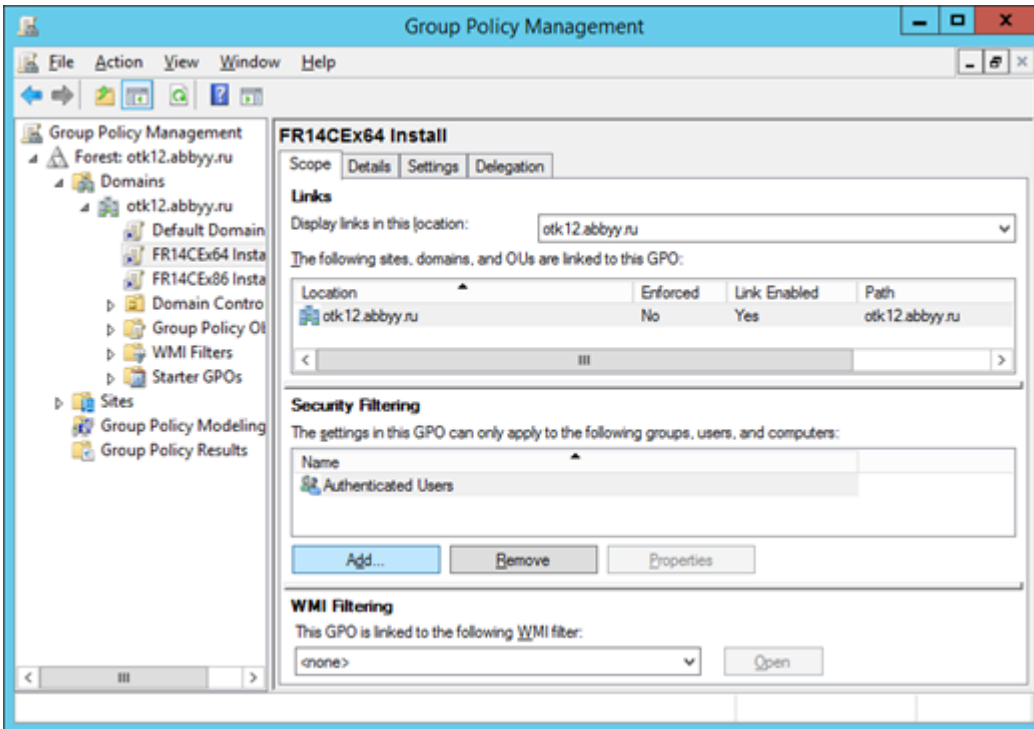 Group Policy Management
File Action View Window Help
Group Policy Management
Forest: otk12.abbyy.ru
Domains
otk12.abbyy.ru
Default Domain
FR14CEx64 Insta
FR14CEx86 Insta
Domain Contro
Group Policy Ob
WMI Filters
Starter GPOs
Sites
Group Policy Modeling
Group Policy Results
FR14CEx64 Install
Scope Details Settings Delegation
Links
Display links in this location: otk12.abbyy.ru
The following sites, domains, and OUs are linked to this GPO:
Location Enforced Link Enabled Path
otk12.abbyy.ru No Yes otk12.abbyy.ru
Security Filtering
The settings in this GPO can only apply to the following groups, users, and computers:
Name
Authenticated Users
Add... Remove Properties
WMI Filtering
This GPO is linked to the following WMI filter:
<none> Open